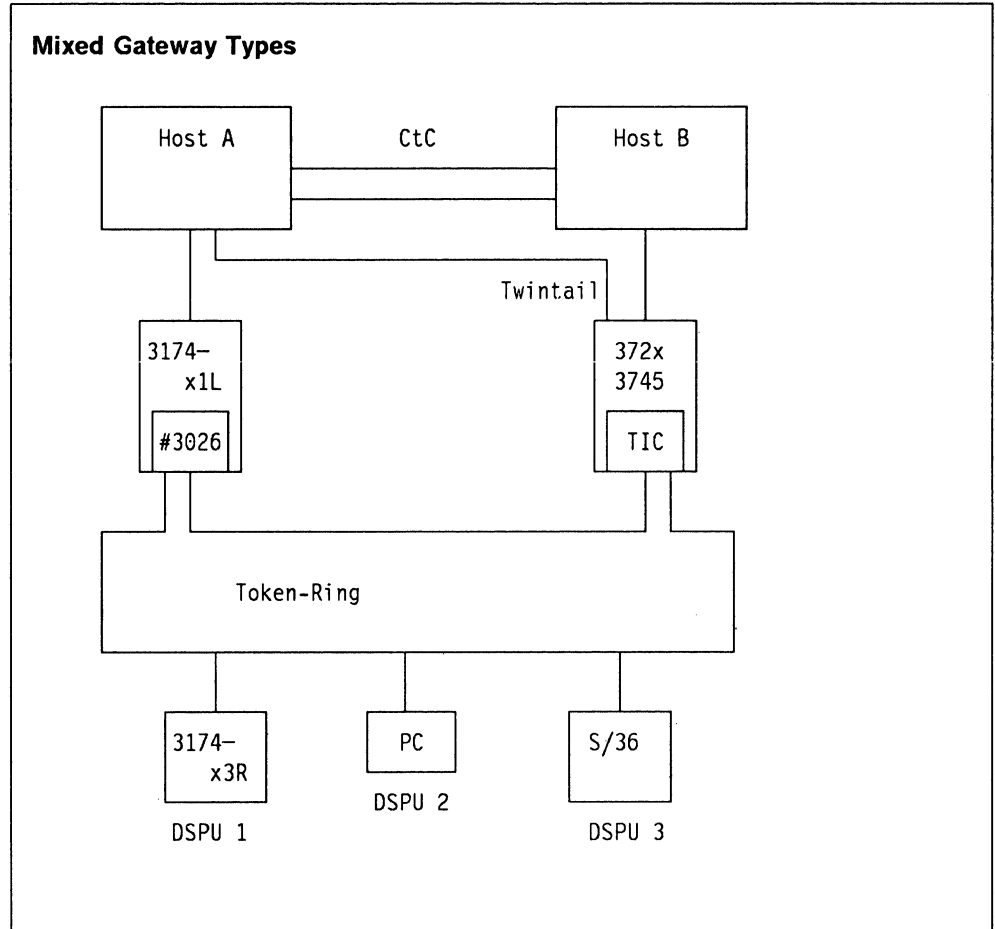 Mixed Gateway Types
Host A
CtC
Host B
Twintail
3174-
x1L
372x
3745
#3026
TIC
Token-Ring
3174-
x3R
PC
S/36
DSPU 1
DSPU 2
DSPU 3